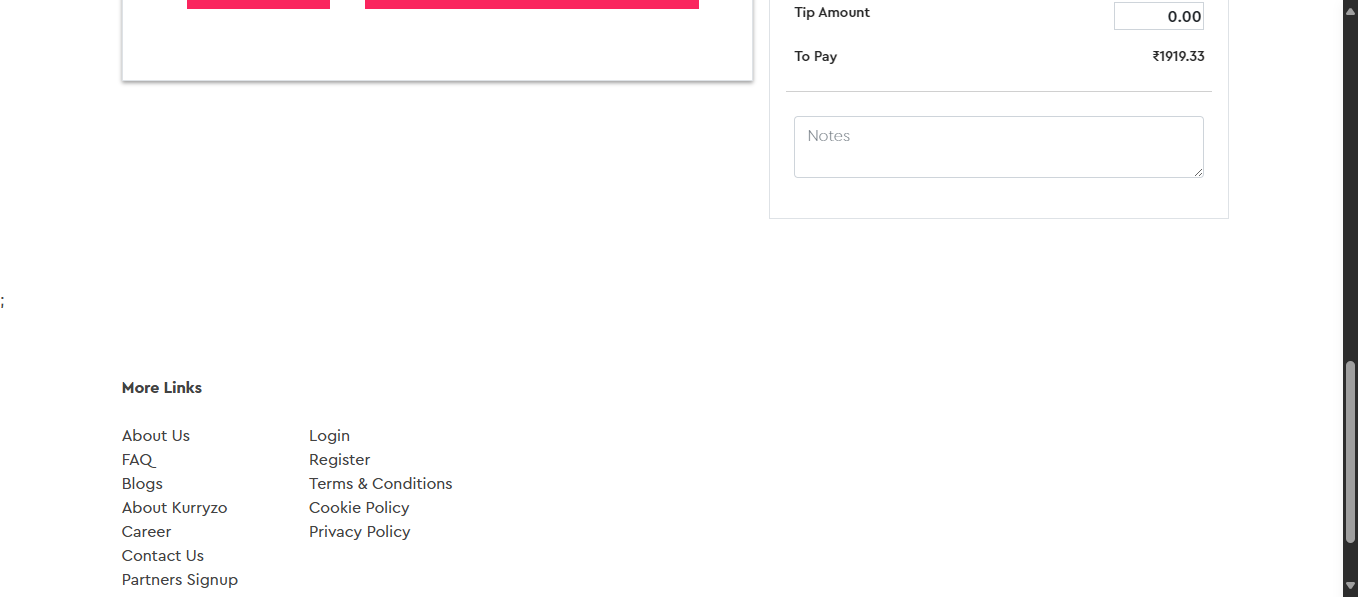 Tip Amount 0.00
To Pay ₹1919.33
Notes
;
More Links
About Us
FAQ
Blogs
About Kurryzo
Career
Contact Us
Partners Signup
Login
Register
Terms & Conditions
Cookie Policy
Privacy Policy